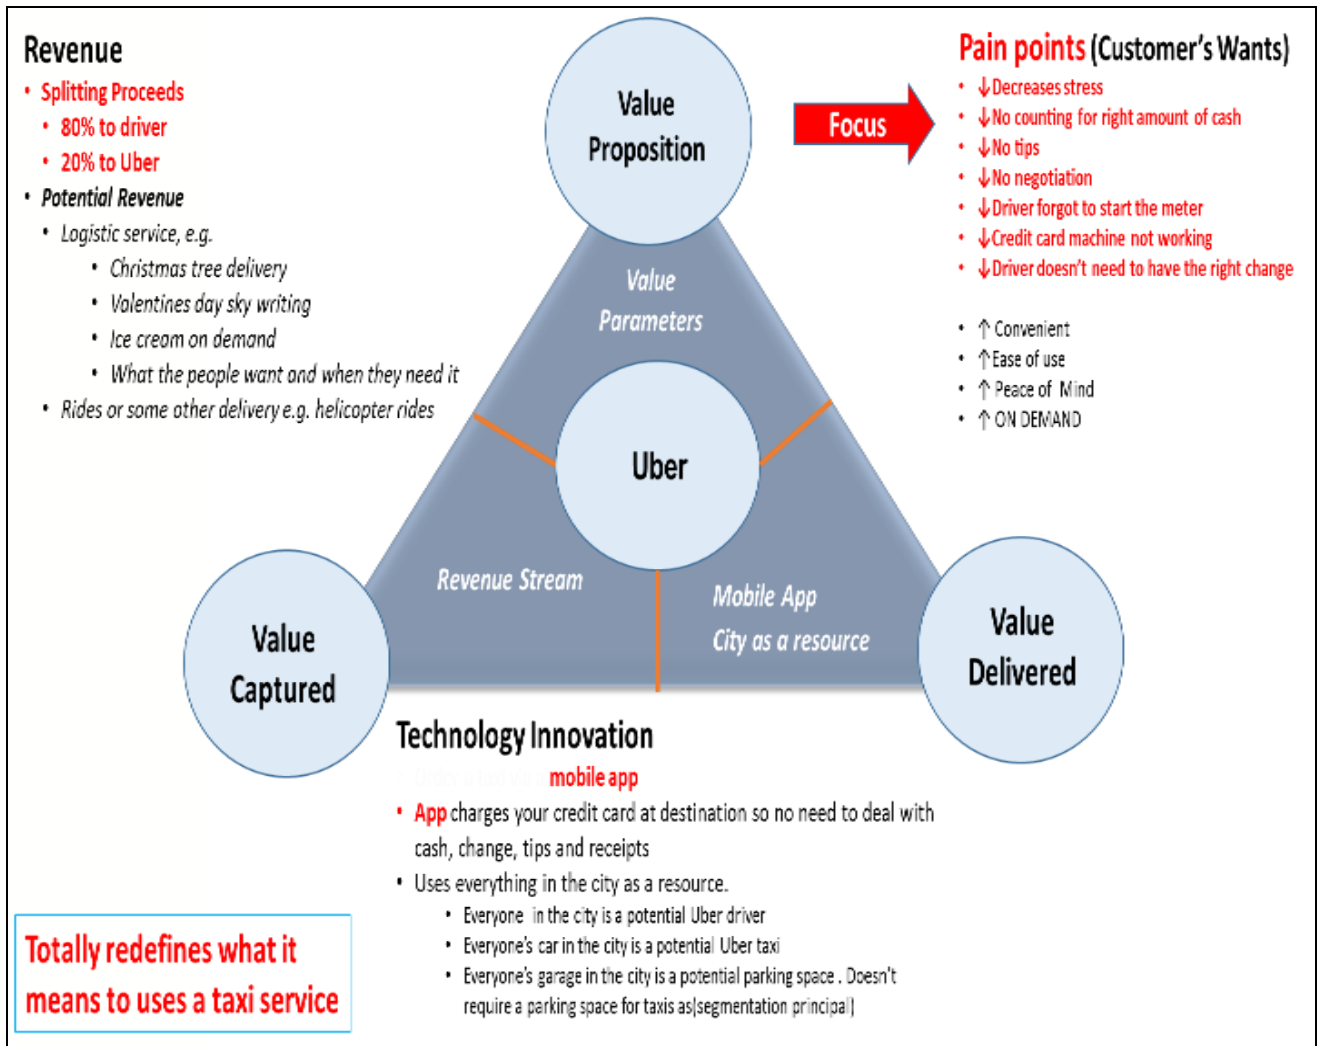 Revenue
• Splitting Proceeds
• 80% to driver
• 20% to Uber
• Potential Revenue
• Logistic service, e.g.
• Christmas tree delivery
• Valentines day sky writing
• Ice cream on demand
• What the people want and when they need it
• Rides or some other delivery e.g. helicopter rides
Value
Proposition
Focus
Pain points (Customer's Wants)
• ↓Decreases stress
• ↓No counting for right amount of cash
• ↓No tips
• ↓No negotiation
• ↓Driver forgot to start the meter
• ↓Credit card machine not working
• ↓Driver doesn't need to have the right change
• ↑ Convenient
• ↑Ease of use
• ↑ Peace of Mind
• ↑ ON DEMAND
Value
Parameters
Uber
Revenue Stream
Mobile App
City as a resource
Value
Captured
Value
Delivered
Technology Innovation
mobile app
• App charges your credit card at destination so no need to deal with
cash, change, tips and receipts
• Uses everything in the city as a resource.
• Everyone in the city is a potential Uber driver
• Everyone's car in the city is a potential Uber taxi
• Everyone's garage in the city is a potential parking space . Doesn't
require a parking space for taxis as(segmentation principal)
Totally redefines what it
means to uses a taxi service